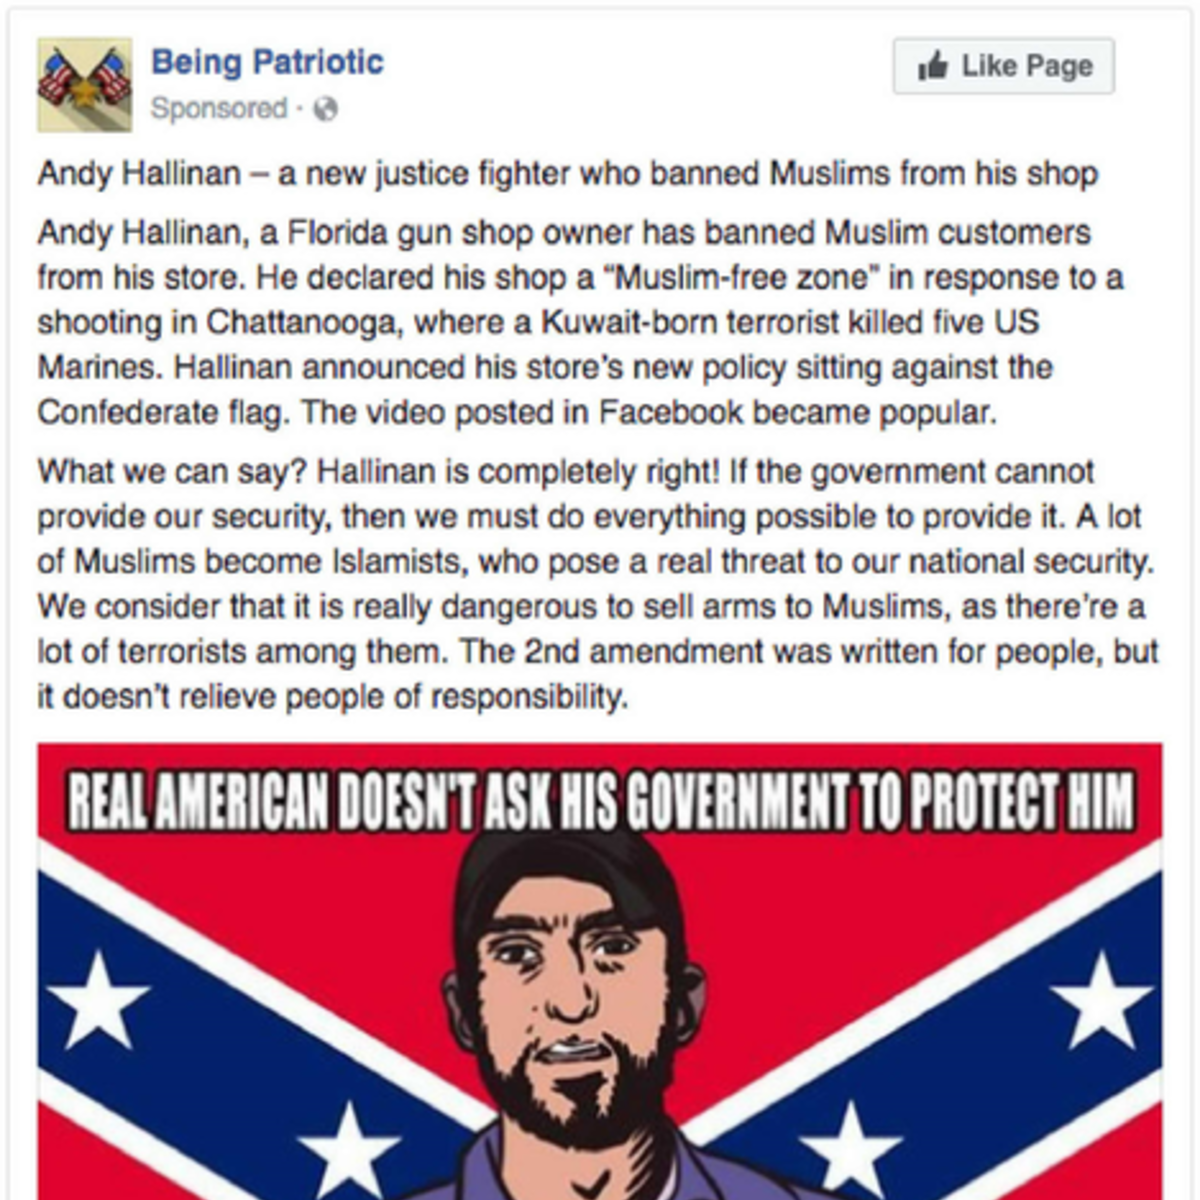 Being Patriotic
Like Page
Sponsored ·
Andy Hallinan – a new justice fighter who banned Muslims from his shop
Andy Hallinan, a Florida gun shop owner has banned Muslim customers
from his store. He declared his shop a “Muslim-free zone” in response to a
shooting in Chattanooga, where a Kuwait-born terrorist killed five US
Marines. Hallinan announced his store’s new policy sitting against the
Confederate flag. The video posted in Facebook became popular.
What we can say? Hallinan is completely right! If the government cannot
provide our security, then we must do everything possible to provide it. A lot
of Muslims become Islamists, who pose a real threat to our national security.
We consider that it is really dangerous to sell arms to Muslims, as there’re a
lot of terrorists among them. The 2nd amendment was written for people, but
it doesn’t relieve people of responsibility.
REAL AMERICAN DOESN'T ASK HIS GOVERNMENT TO PROTECT HIM